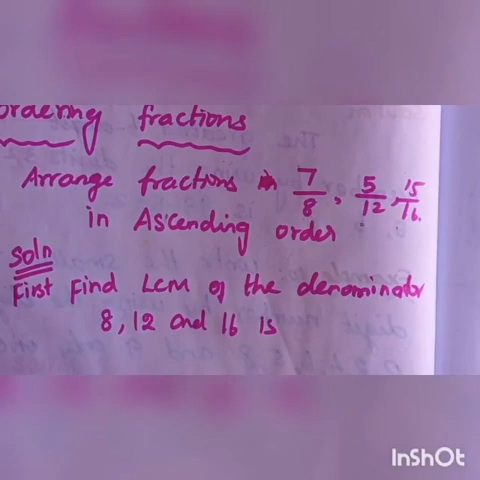 ordering fractions
Arrange fractions 7/8, 5/12, 15/16.
in Ascending order
Soln
First Find LCM of the denominator
8, 12 and 16 is
InShOt